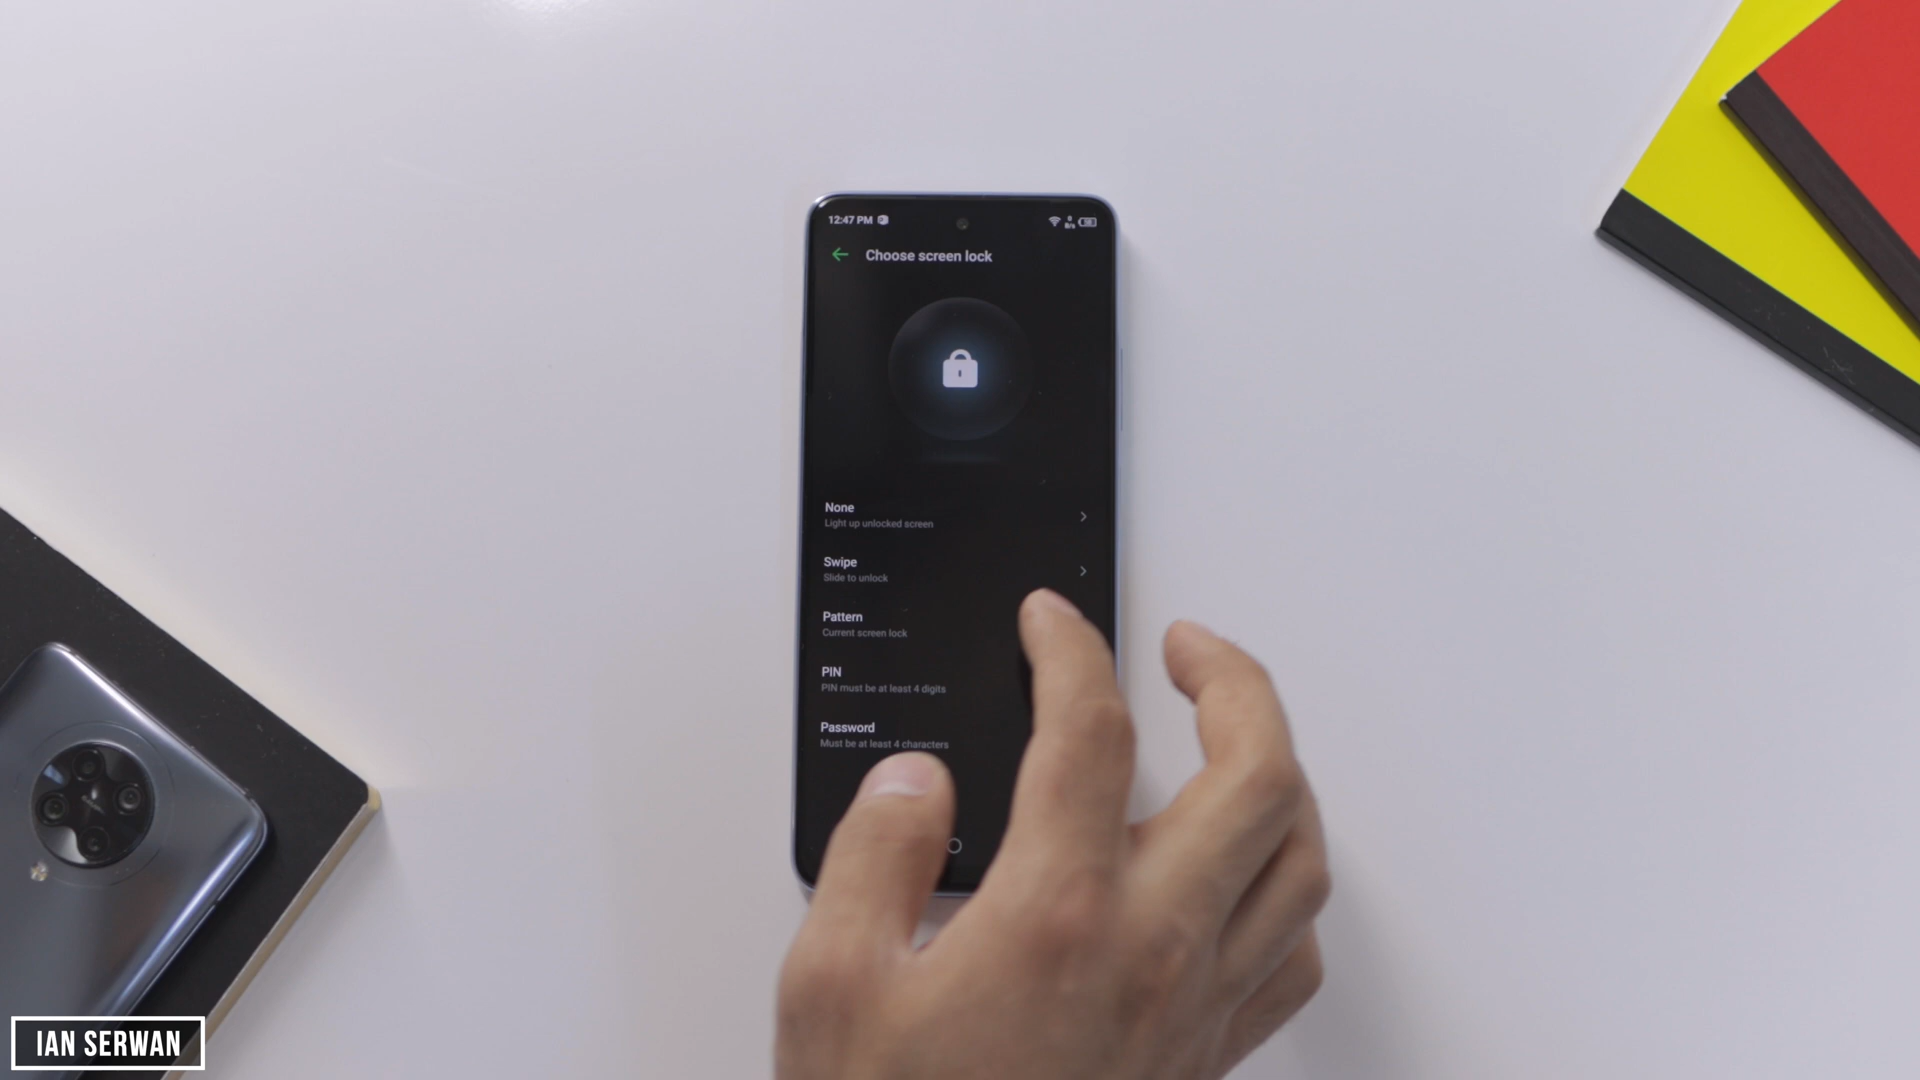 12:47 PM
Choose screen lock
None
Light up unlocked screen
Swipe
Slide to unlock
Pattern
Current screen lock
PIN
PIN must be at least 4 digits
Password
Must be at least 4 characters
IAN SERWAN